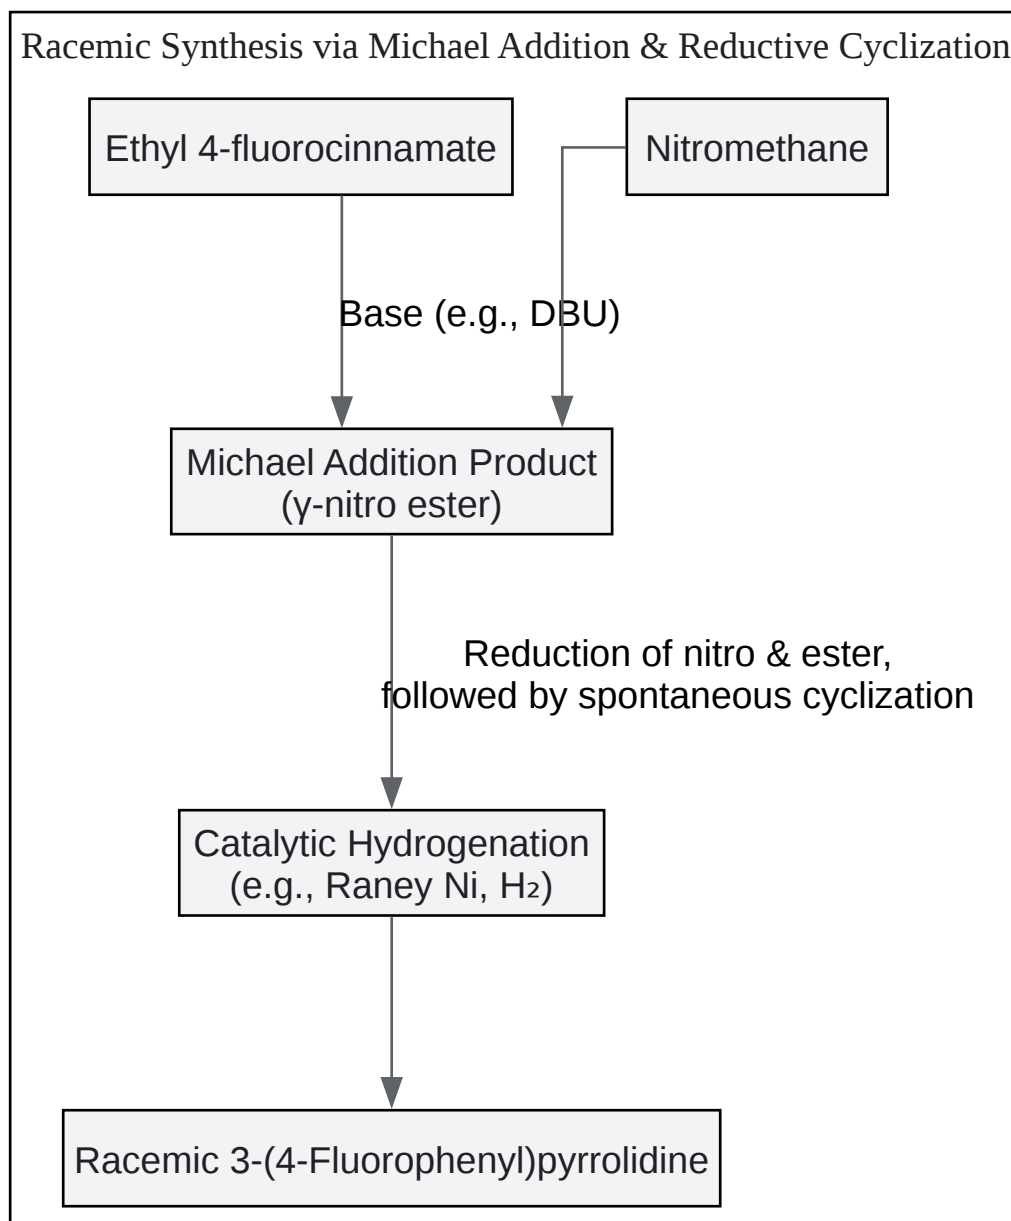 Racemic Synthesis via Michael Addition & Reductive Cyclization
Ethyl 4-fluorocinnamate
Nitromethane
Base (e.g., DBU)
Michael Addition Product
(γ-nitro ester)
Reduction of nitro & ester,
followed by spontaneous cyclization
Catalytic Hydrogenation
(e.g., Raney Ni, H₂)
Racemic 3-(4-Fluorophenyl)pyrrolidine